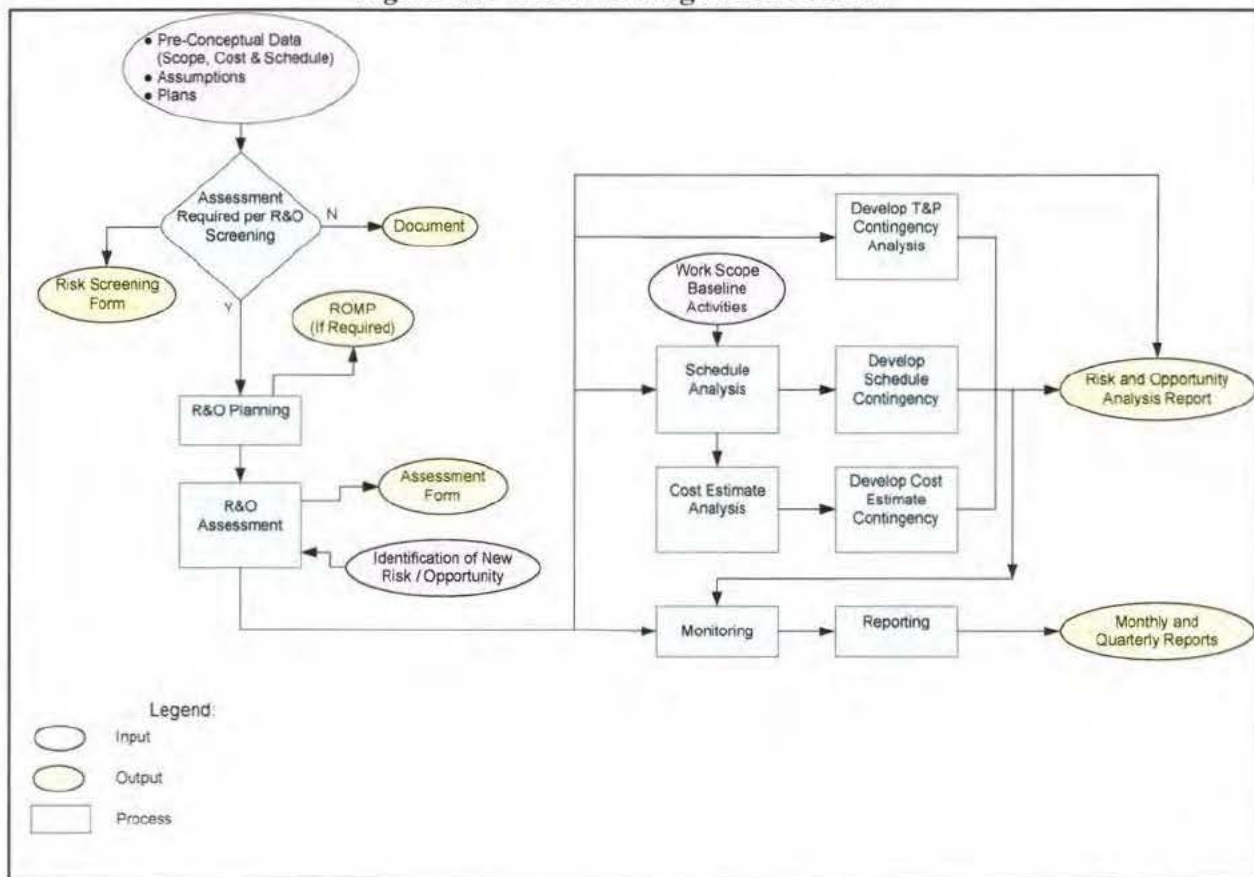 • Pre-Conceptual Data
(Scope, Cost & Schedule)
• Assumptions
• Plans
Assessment
Required per R&O
Screening
N
Document
Risk Screening
Form
Y
ROMP
(If Required)
R&O Planning
R&O
Assessment
Assessment
Form
Identification of New
Risk / Opportunity
Develop T&P
Contingency
Analysis
Work Scope
Baseline
Activities
Schedule
Analysis
Develop
Schedule
Contingency
Risk and Opportunity
Analysis Report
Cost Estimate
Analysis
Develop Cost
Estimate
Contingency
Monitoring
Reporting
Monthly and
Quarterly Reports
Legend:
Input
Output
Process